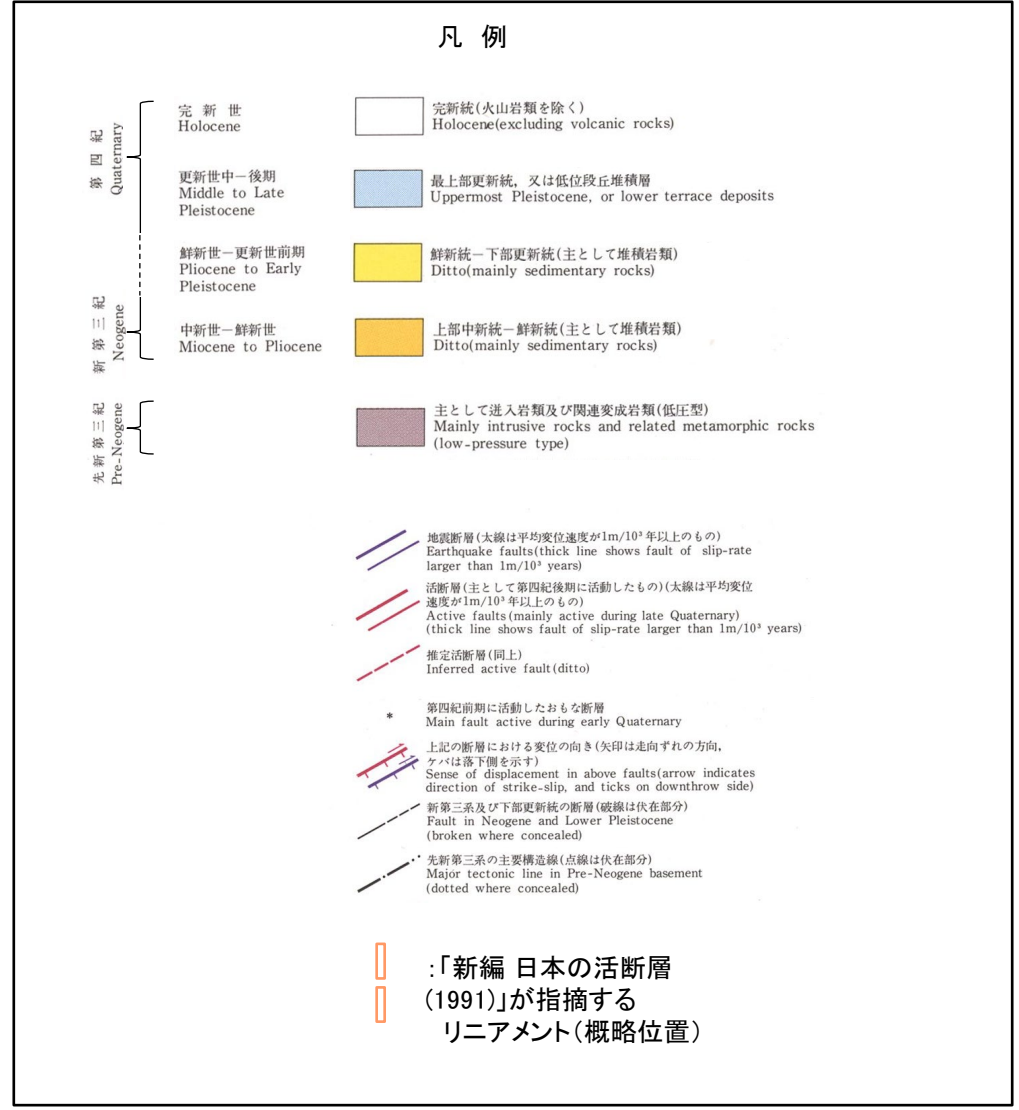 凡 例
第四紀
Quaternary
完 新 世
Holocene
完新統(火山岩類を除く)
Holocene(excluding volcanic rocks)
更新世中－後期
Middle to Late
Pleistocene
最上部更新統，又は低位段丘堆積層
Uppermost Pleistocene, or lower terrace deposits
鮮新世－更新世前期
Pliocene to Early
Pleistocene
鮮新統－下部更新統(主として堆積岩類)
Ditto(mainly sedimentary rocks)
新第三紀
Neogene
中新世－鮮新世
Miocene to Pliocene
上部中新統－鮮新統(主として堆積岩類)
Ditto(mainly sedimentary rocks)
先新第三紀
Pre-Neogene
主として迸入岩類及び関連変成岩類(低圧型)
Mainly intrusive rocks and related metamorphic rocks
(low-pressure type)
地震断層(太線は平均変位速度が1m/10³年以上のもの)
Earthquake faults(thick line shows fault of slip-rate
larger than 1m/10³ years)
活断層(主として第四紀後期に活動したもの)(太線は平均変位
速度が1m/10³年以上のもの)
Active faults(mainly active during late Quaternary)
(thick line shows fault of slip-rate larger than 1m/10³ years)
推定活断層(同上)
Inferred active fault(ditto)
*
第四紀前期に活動したおもな断層
Main fault active during early Quaternary
上記の断層における変位の向き(矢印は走向ずれの方向，
ケバは落下側を示す)
Sense of displacement in above faults(arrow indicates
direction of strike-slip, and ticks on downthrow side)
新第三系及び下部更新統の断層(破線は伏在部分)
Fault in Neogene and Lower Pleistocene
(broken where concealed)
先新第三系の主要構造線(点線は伏在部分)
Major tectonic line in Pre-Neogene basement
(dotted where concealed)
:「新編 日本の活断層
(1991)」が指摘する
リニアメント（概略位置）